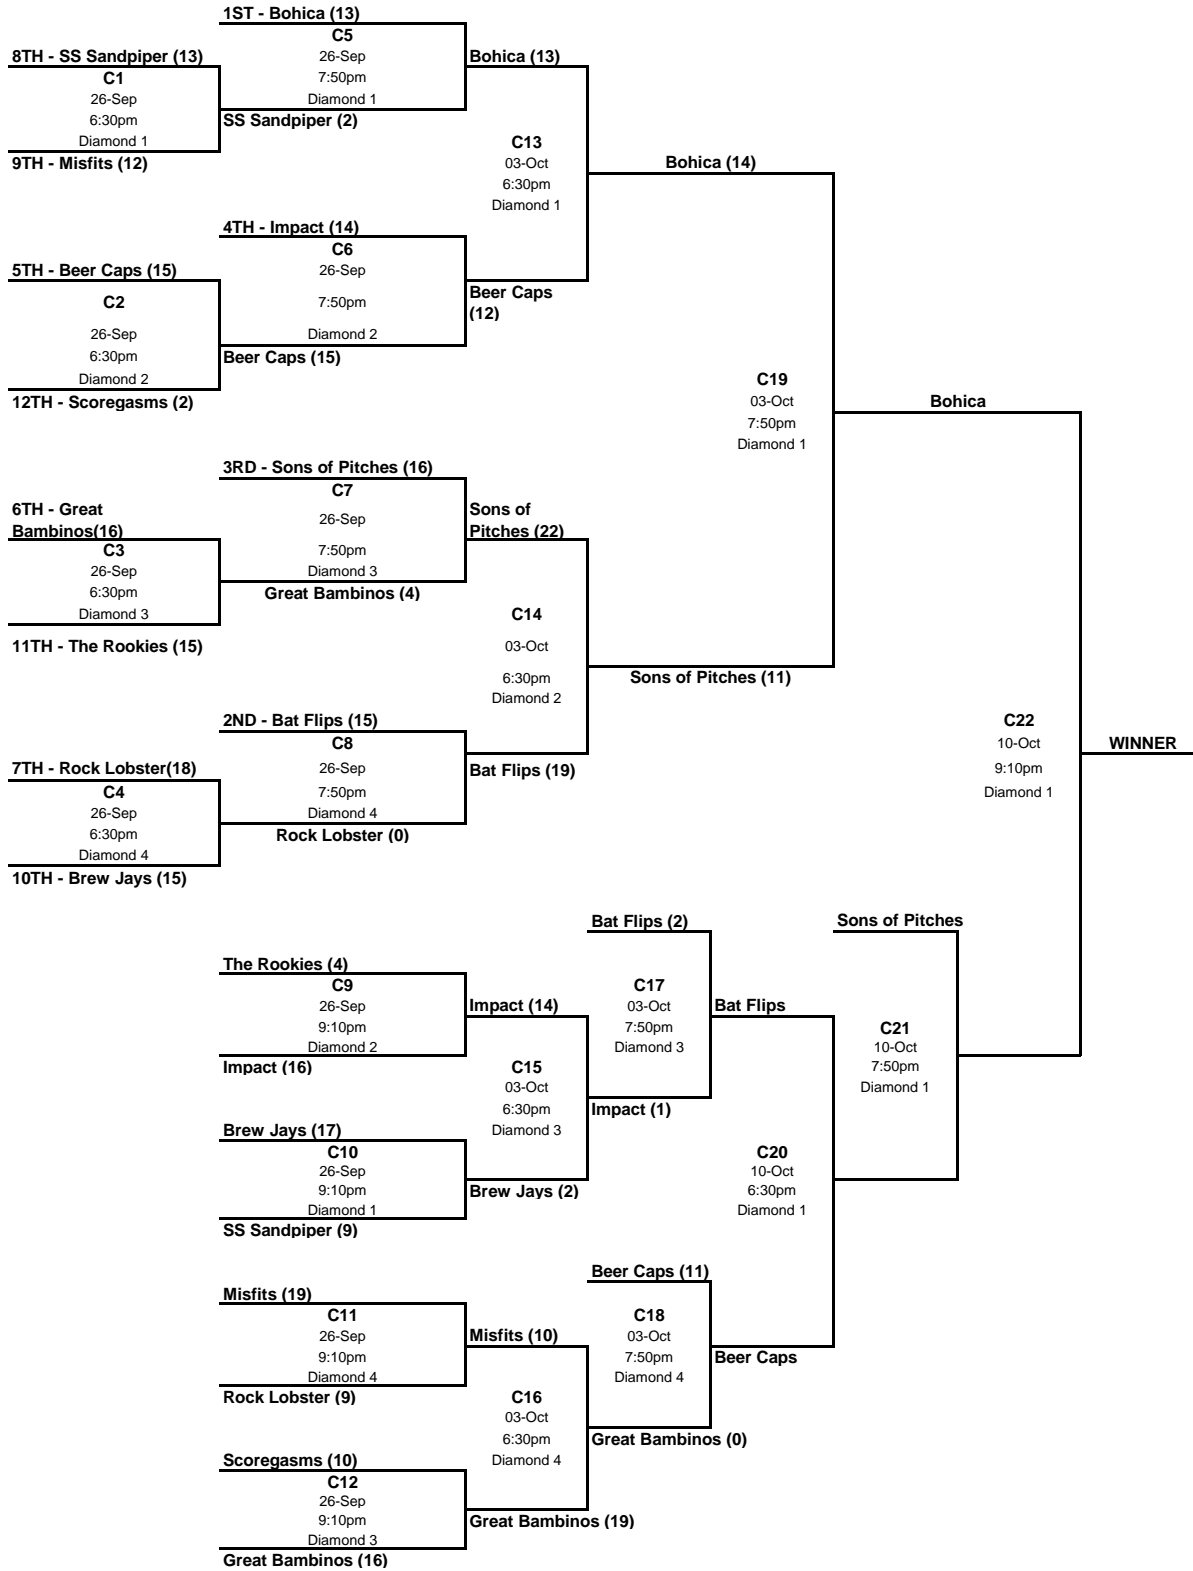 1ST - Bohica (13)
C5
26-Sep
7:50pm
Diamond 1
8TH - SS Sandpiper (13)
C1
26-Sep
6:30pm
Diamond 1
9TH - Misfits (12)
SS Sandpiper (2)
Bohica (13)
C13
03-Oct
6:30pm
Diamond 1
Bohica (14)
4TH - Impact (14)
C6
26-Sep
7:50pm
Diamond 2
5TH - Beer Caps (15)
C2
26-Sep
6:30pm
Diamond 2
12TH - Scoregasms (2)
Beer Caps (15)
Beer Caps
(12)
C19
03-Oct
7:50pm
Diamond 1
Bohica
3RD - Sons of Pitches (16)
C7
26-Sep
7:50pm
Diamond 3
6TH - Great
Bambinos(16)
C3
26-Sep
6:30pm
Diamond 3
11TH - The Rookies (15)
Great Bambinos (4)
Sons of
Pitches (22)
C14
03-Oct
6:30pm
Diamond 2
Sons of Pitches (11)
2ND - Bat Flips (15)
C8
26-Sep
7:50pm
Diamond 4
7TH - Rock Lobster(18)
C4
26-Sep
6:30pm
Diamond 4
10TH - Brew Jays (15)
Rock Lobster (0)
Bat Flips (19)
C22
10-Oct
9:10pm
Diamond 1
WINNER
Bat Flips (2)
Sons of Pitches
The Rookies (4)
C9
26-Sep
9:10pm
Diamond 2
Impact (16)
Impact (14)
C17
03-Oct
7:50pm
Diamond 3
Bat Flips
C21
10-Oct
7:50pm
Diamond 1
C15
03-Oct
6:30pm
Diamond 3
Impact (1)
Brew Jays (17)
C10
26-Sep
9:10pm
Diamond 1
SS Sandpiper (9)
Brew Jays (2)
C20
10-Oct
6:30pm
Diamond 1
Beer Caps (11)
Misfits (19)
C11
26-Sep
9:10pm
Diamond 4
Rock Lobster (9)
Misfits (10)
C18
03-Oct
7:50pm
Diamond 4
Beer Caps
C16
03-Oct
6:30pm
Diamond 4
Great Bambinos (0)
Scoregasms (10)
C12
26-Sep
9:10pm
Diamond 3
Great Bambinos (16)
Great Bambinos (19)